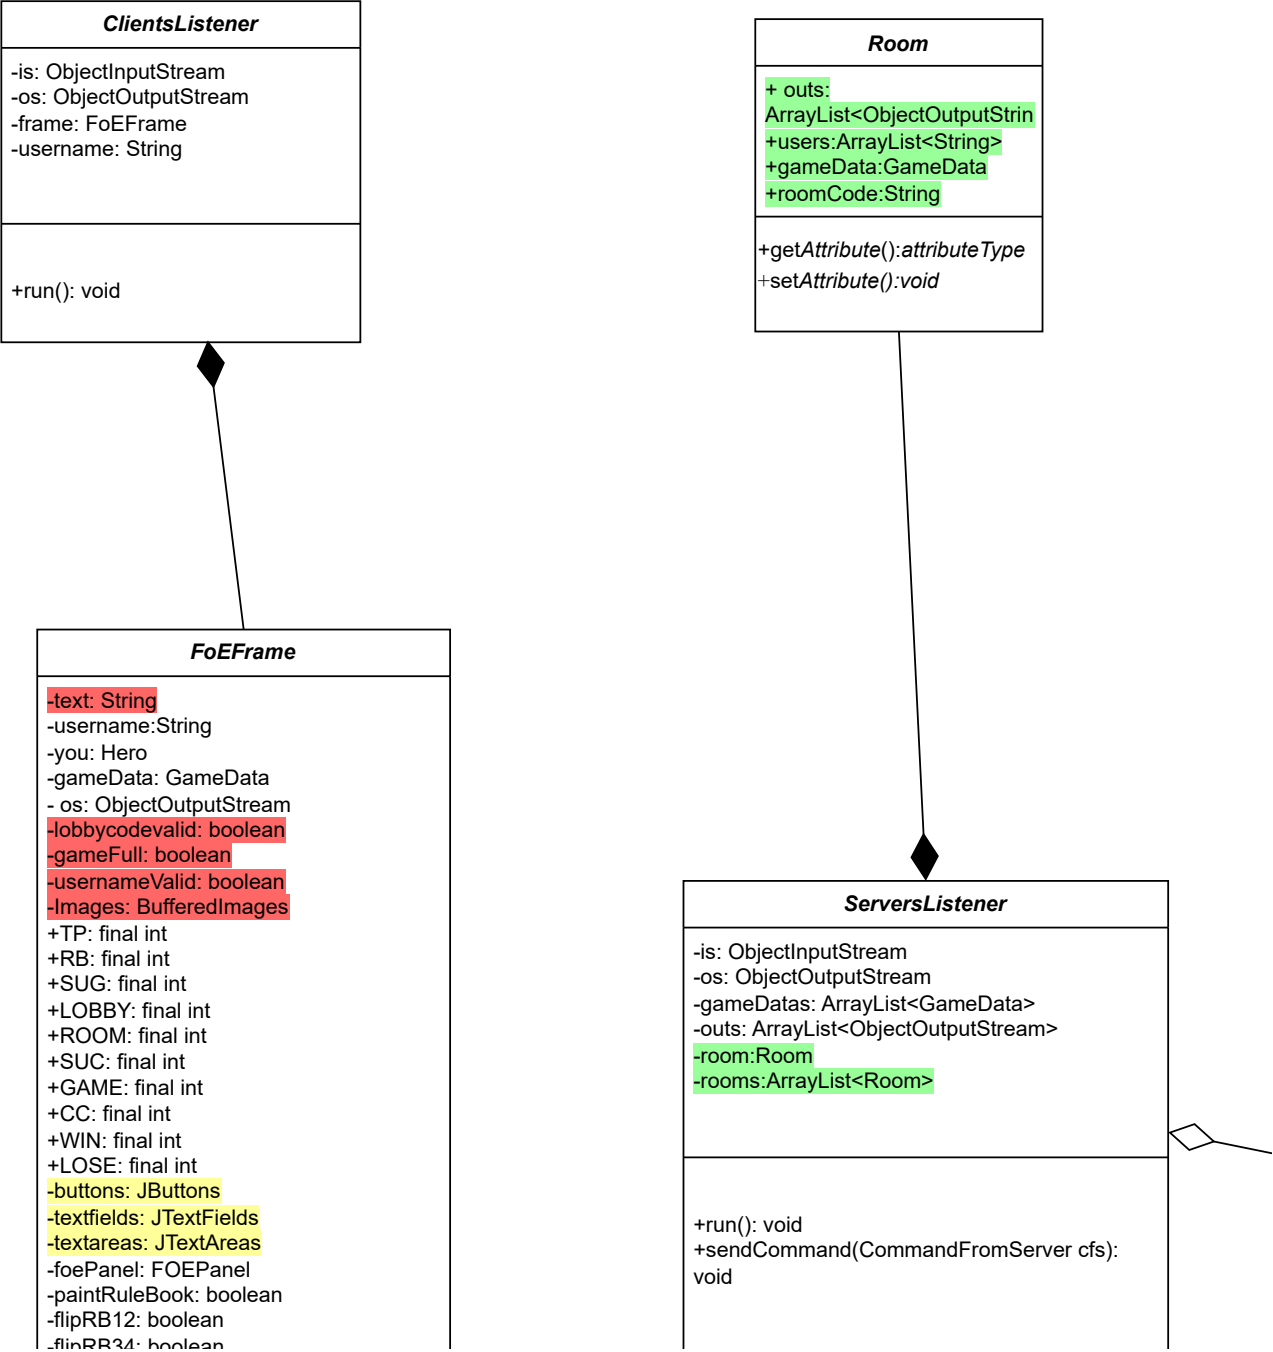 ClientsListener
-is: ObjectInputStream
-os: ObjectOutputStream
-frame: FoEFrame
-username: String
+run(): void
Room
+ outs:
ArrayList<ObjectOutputStrin
+users:ArrayList<String>
+gameData:GameData
+roomCode:String
+getAttribute():attributeType
+setAttribute():void
FoEFrame
-text: String
-username:String
-you: Hero
-gameData: GameData
- os: ObjectOutputStream
-lobbycodevalid: boolean
-gameFull: boolean
-usernameValid: boolean
-Images: BufferedImages
+TP: final int
+RB: final int
+SUG: final int
+LOBBY: final int
+ROOM: final int
+SUC: final int
+GAME: final int
+CC: final int
+WIN: final int
+LOSE: final int
-buttons: JButtons
-textfields: JTextFields
-textareas: JTextAreas
-foePanel: FOEPanel
-paintRuleBook: boolean
-flipRB12: boolean
-flipRB34: boolean
ServersListener
-is: ObjectInputStream
-os: ObjectOutputStream
-gameDatas: ArrayList<GameData>
-outs: ArrayList<ObjectOutputStream>
-room:Room
-rooms:ArrayList<Room>
+run(): void
+sendCommand(CommandFromServer cfs):
void